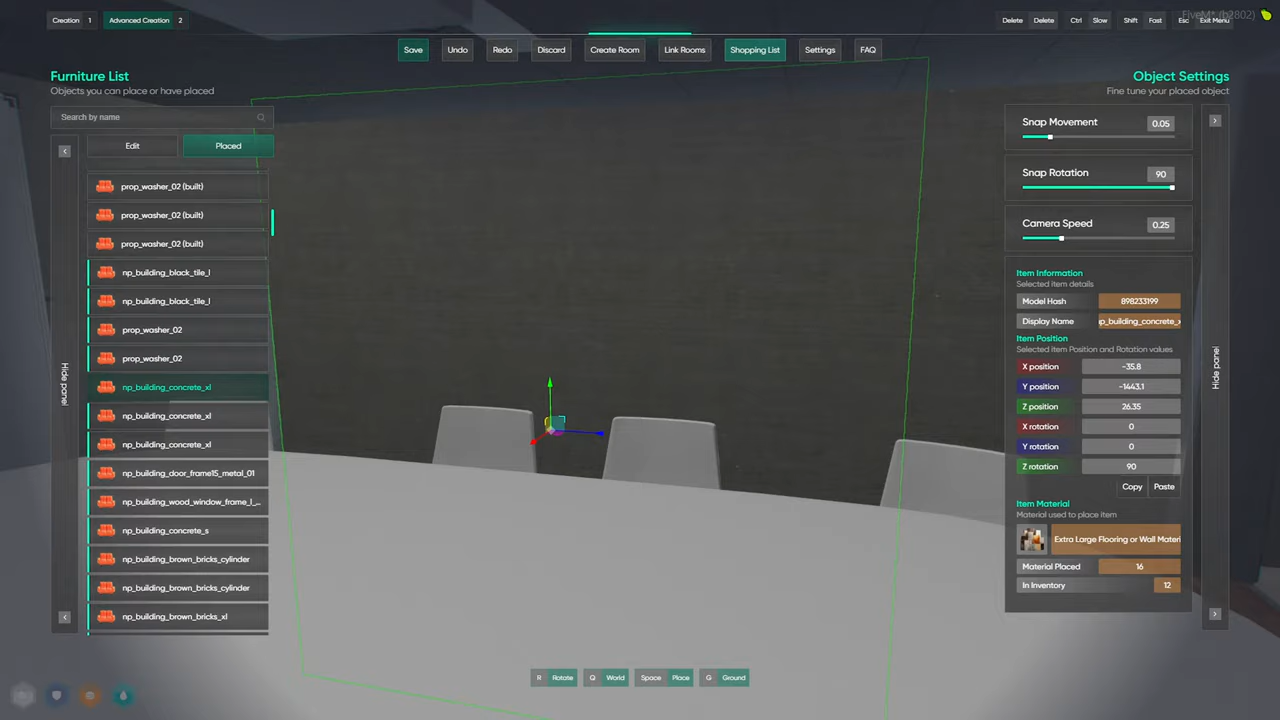 Creation 1 Advanced Creation 2
Delete Delete Ctrl Slow Shift Fast Esc Exit Menu
FiveM* (b2802)
Save Undo Redo Discard Create Room Link Rooms Shopping List Settings FAQ
Furniture List
Objects you can place or have placed
Search by name
Edit Placed
prop_washer_02 (built)
prop_washer_02 (built)
prop_washer_02 (built)
np_building_black_tile_l
np_building_black_tile_l
prop_washer_02
prop_washer_02
np_building_concrete_xl
np_building_concrete_xl
np_building_concrete_xl
np_building_door_frame15_metal_01
np_building_wood_window_frame_l_...
np_building_concrete_s
np_building_brown_bricks_cylinder
np_building_brown_bricks_cylinder
np_building_brown_bricks_xl
Hide panel
Object Settings
Fine tune your placed object
Snap Movement 0.05
Snap Rotation 90
Camera Speed 0.25
Item Information
Selected item details
Model Hash 898233199
Display Name np_building_concrete_x
Item Position
Selected item Position and Rotation values
X position -35.8
Y position -1443.1
Z position 26.35
X rotation 0
Y rotation 0
Z rotation 90
Copy Paste
Item Material
Material used to place item
Extra Large Flooring or Wall Materi
Material Placed 16
In Inventory 12
Hide panel
R Rotate Q World Space Place G Ground